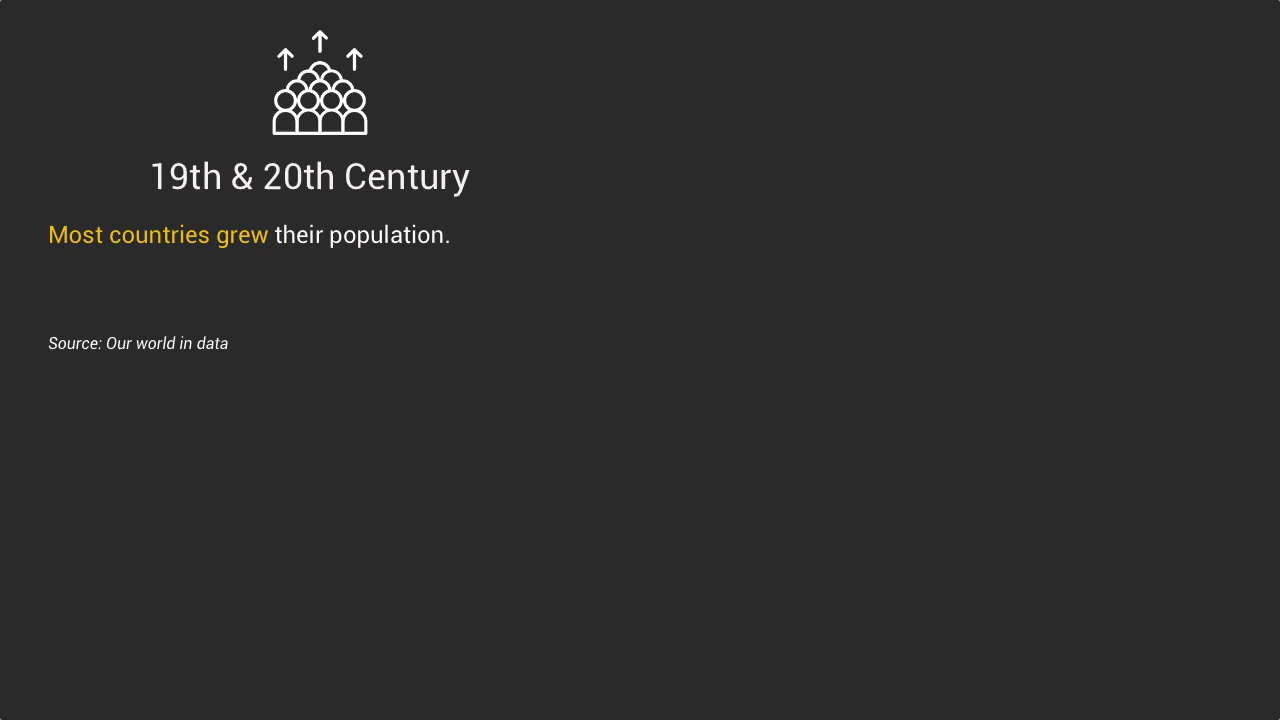 19th & 20th Century
Most countries grew their population.
Source: Our world in data